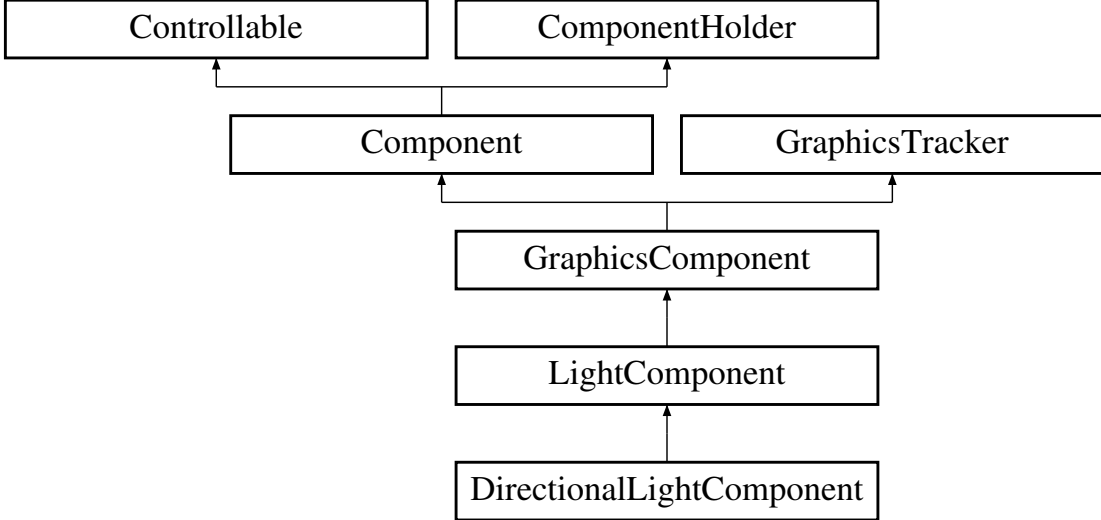 Controllable
ComponentHolder
Component
GraphicsTracker
GraphicsComponent
LightComponent
DirectionalLightComponent